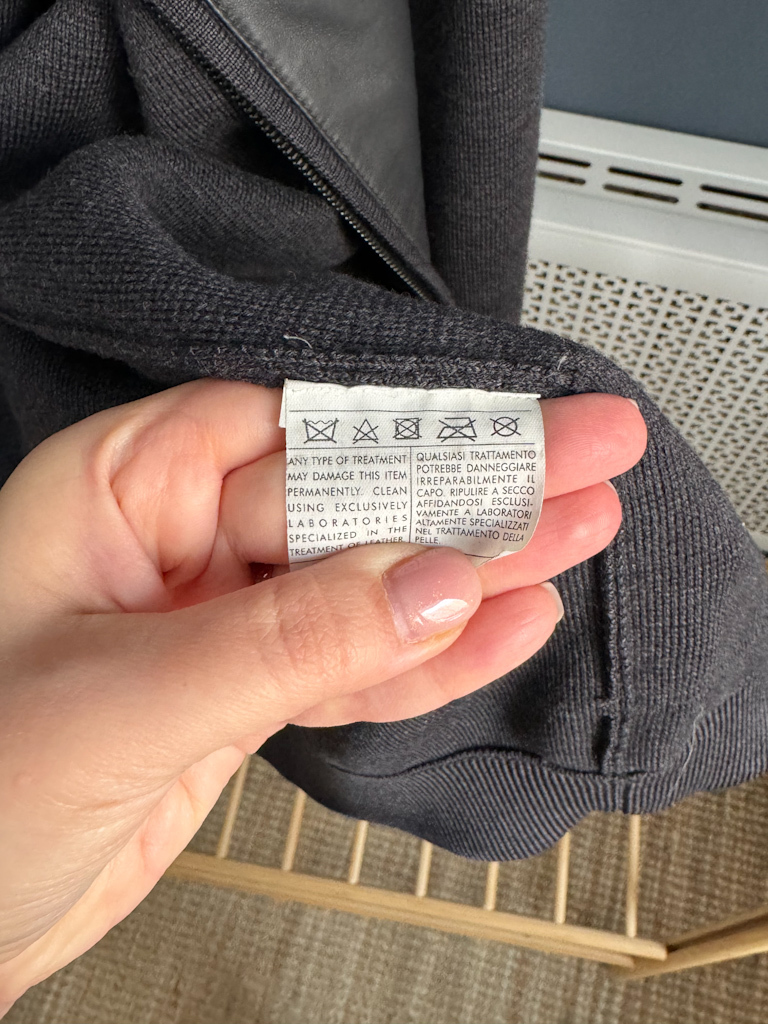 ANY TYPE OF TREATMENT
MAY DAMAGE THIS ITEM
PERMANENTLY. CLEAN
USING EXCLUSIVELY
LABORATORIES
SPECIALIZED IN THE
TREATMENT OF LEATHER
QUALSIASI TRATTAMENTO
POTREBBE DANNEGGIARE
IRREPARABILMENTE IL
CAPO. RIPULIRE A SECCO
AFFIDANDOSI ESCLUSI-
VAMENTE A LABORATORI
ALTAMENTE SPECIALIZZATI
NEL TRATTAMENTO DELLA
PELLE.